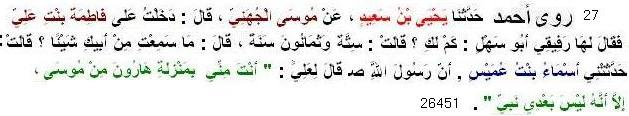 27 روى أحمد حَدَّثَنَا يَحْيَى بْنُ سَعِيدٍ ، عَنْ مُوسَى الْجُهَنِيِّ ، قَالَ : دَخَلْتُ عَلَى فَاطِمَةَ بِنْتِ عَلِيٍّ
فَقَالَ لَهَا رَفِيقِي أَبُو سَهْلٍ : كَمْ لَكِ ؟ قَالَتْ : سِتَّةٌ وَثَمَانُونَ سَنَةً ، قَالَ : مَا سَمِعْتِ مِنْ أَبِيكِ شَيْئًا ؟ قَالَتْ :
حَدَّثَتْنِي أَسْمَاءُ بِنْتُ عُمَيْسٍ , أَنَّ رَسُولَ اللَّهِ ص قَالَ لِعَلِيٍّ : " أَنْتَ مِنِّي بِمَنْزِلَةِ هَارُونَ مِنْ مُوسَى ،
إِلَّا أَنَّهُ لَيْسَ بَعْدِي نَبِيٌّ " . 26451